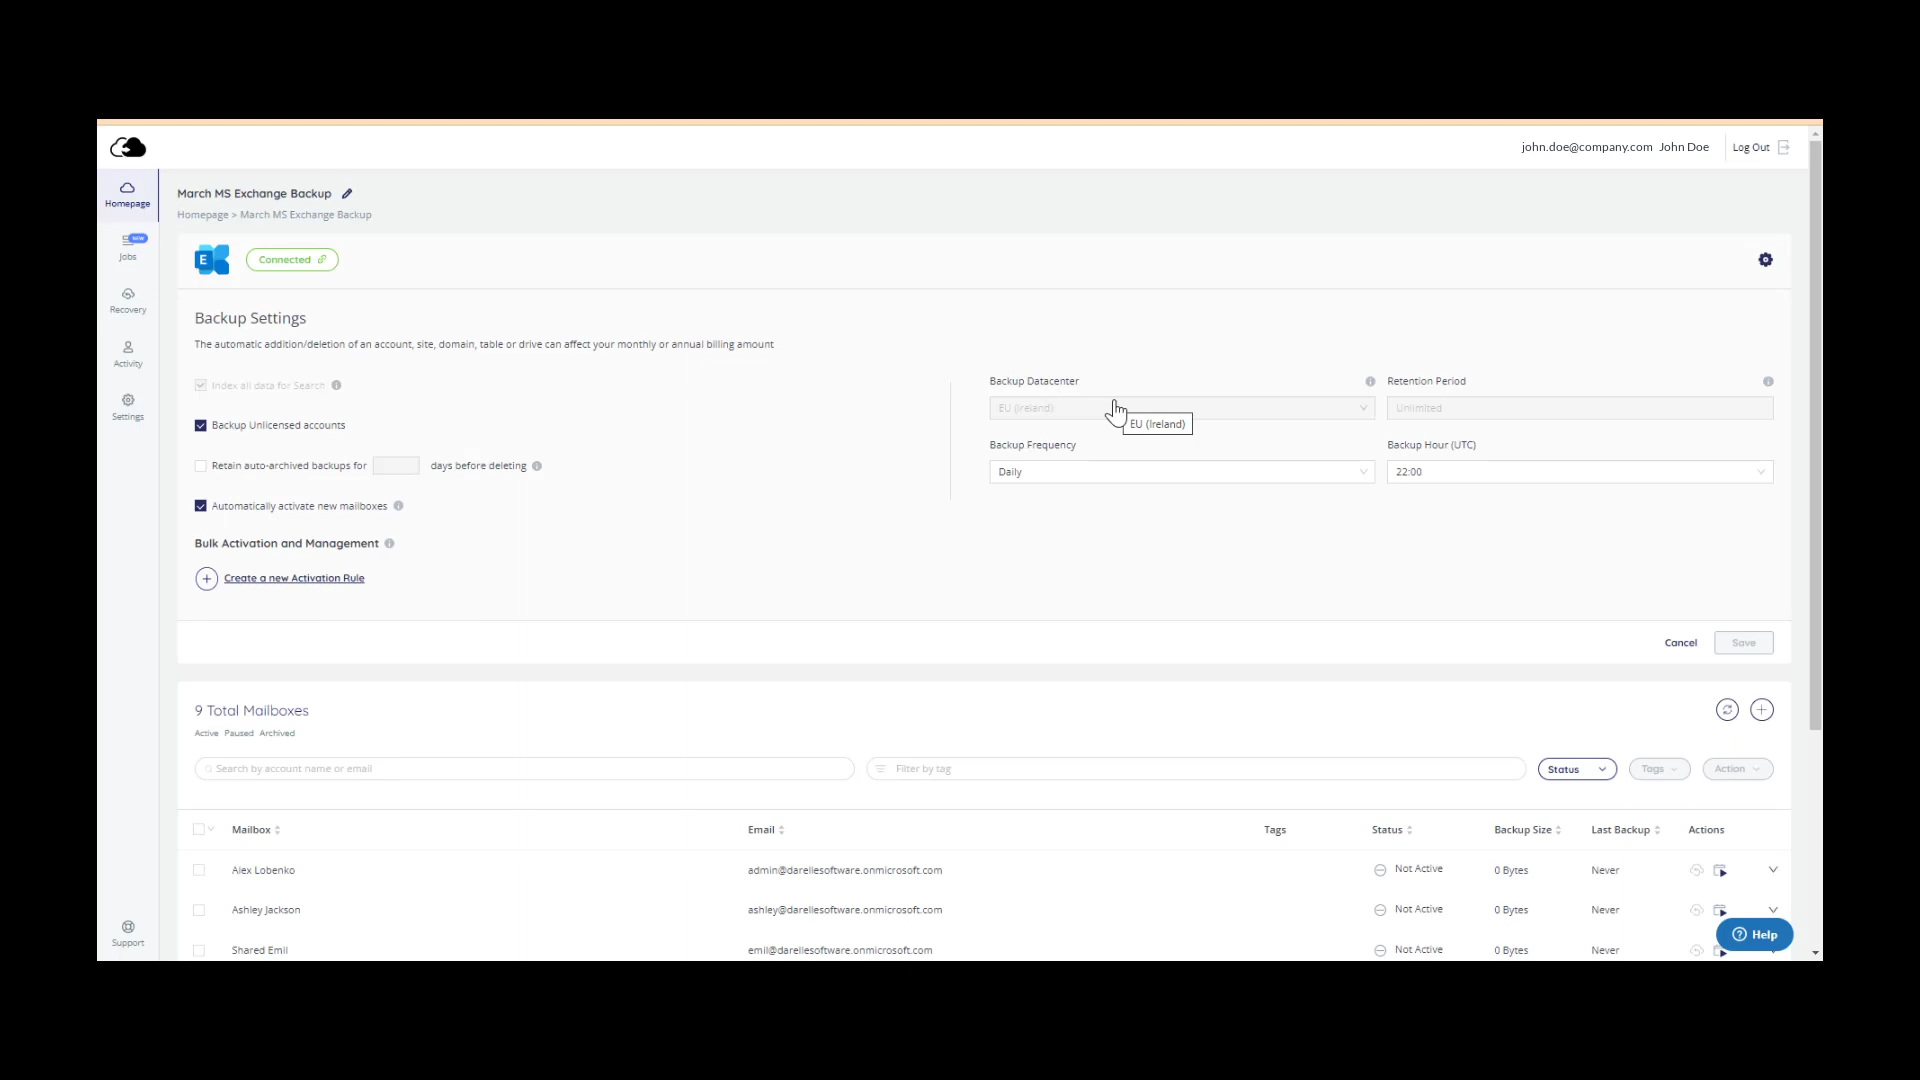 john.doe@company.com John Doe Log Out
Homepage
NEW
Jobs
Recovery
Activity
Settings
Support
March MS Exchange Backup
Homepage > March MS Exchange Backup
E
Connected
Backup Settings
The automatic addition/deletion of an account, site, domain, table or drive can affect your monthly or annual billing amount
Index all data for Search
Backup Unlicensed accounts
Retain auto-archived backups for days before deleting
Automatically activate new mailboxes
Bulk Activation and Management
Create a new Activation Rule
Backup Datacenter
EU (Ireland)
EU (Ireland)
Retention Period
Unlimited
Backup Frequency
Daily
Backup Hour (UTC)
22:00
Cancel Save
9 Total Mailboxes
Active Paused Archived
Search by account name or email Filter by tag Status Tags Action
Mailbox Email Tags Status Backup Size Last Backup Actions
Alex Lobenko admin@darellesoftware.onmicrosoft.com Not Active 0 Bytes Never
Ashley Jackson ashley@darellesoftware.onmicrosoft.com Not Active 0 Bytes Never
Shared Emil emil@darellesoftware.onmicrosoft.com Not Active 0 Bytes Never
Help